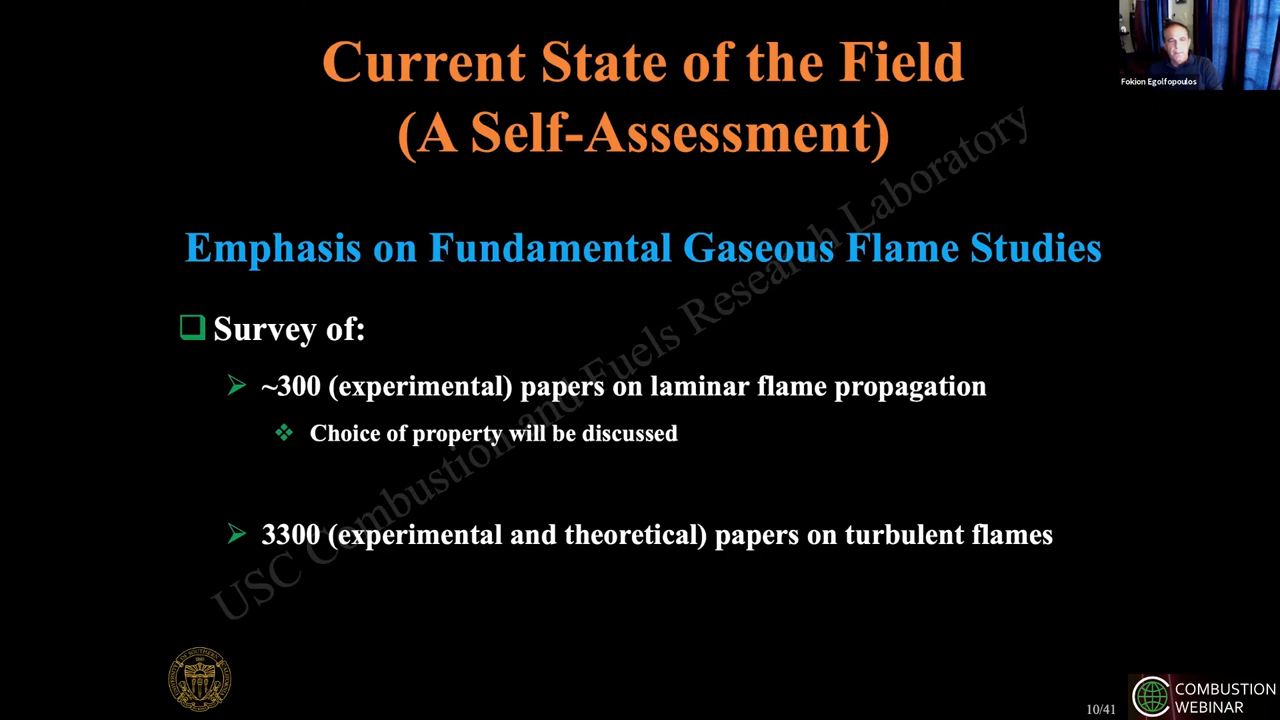 Current State of the Field
(A Self-Assessment)
Fokion Egolfopoulos
Emphasis on Fundamental Gaseous Flame Studies
Survey of:
~300 (experimental) papers on laminar flame propagation
Choice of property will be discussed
3300 (experimental and theoretical) papers on turbulent flames
USC Combustion and Fuels Research Laboratory
10/41
COMBUSTION
WEBINAR